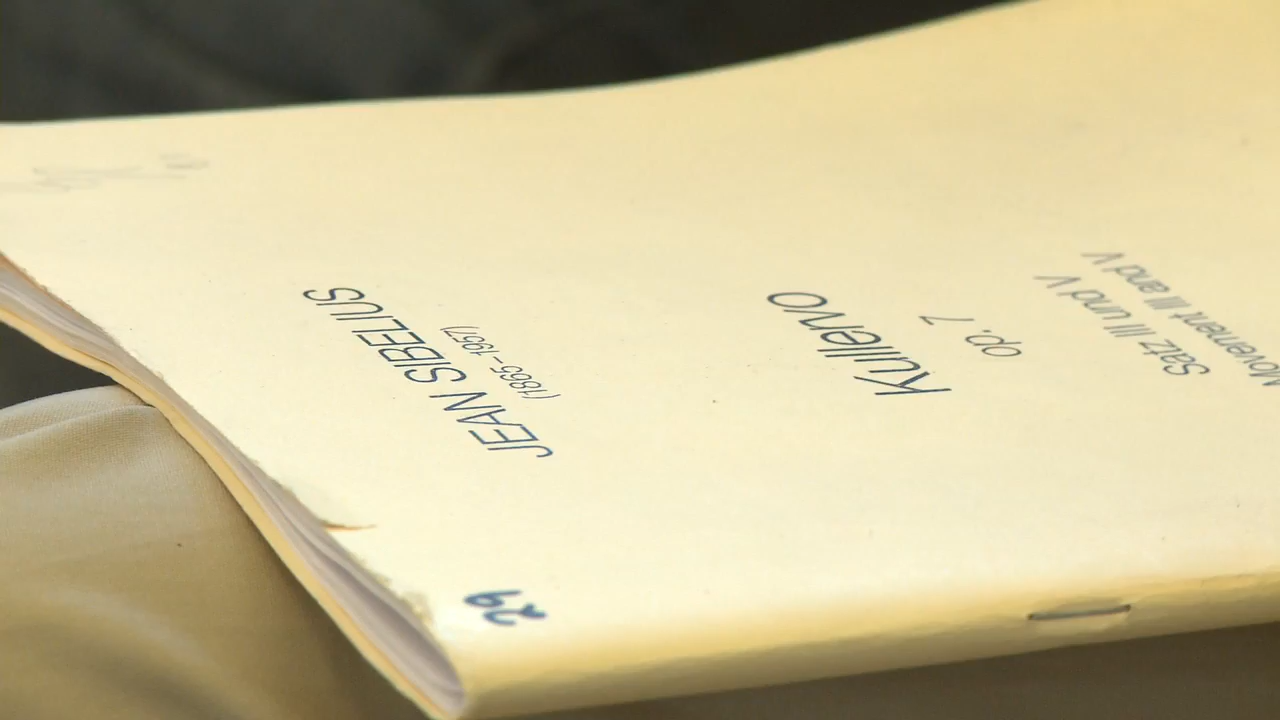 29
JEAN SIBELIUS
(1865-1957)
Kullervo
op. 7
Satz III und V
Movement III and V